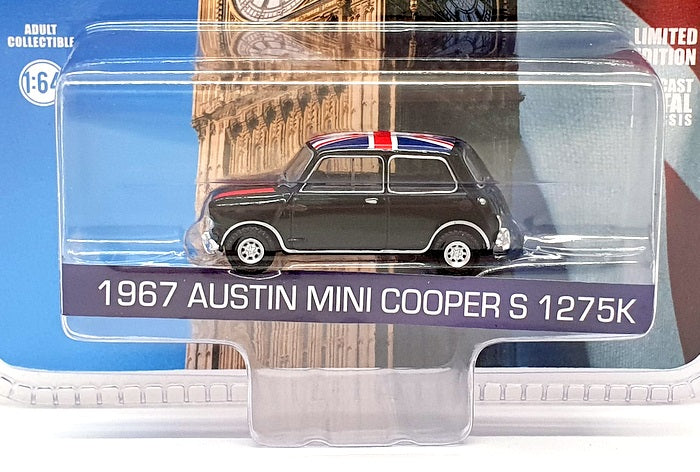 ADULT
COLLECTIBLE
1:64
LIMITED
EDITION
1967 AUSTIN MINI COOPER S 1275K